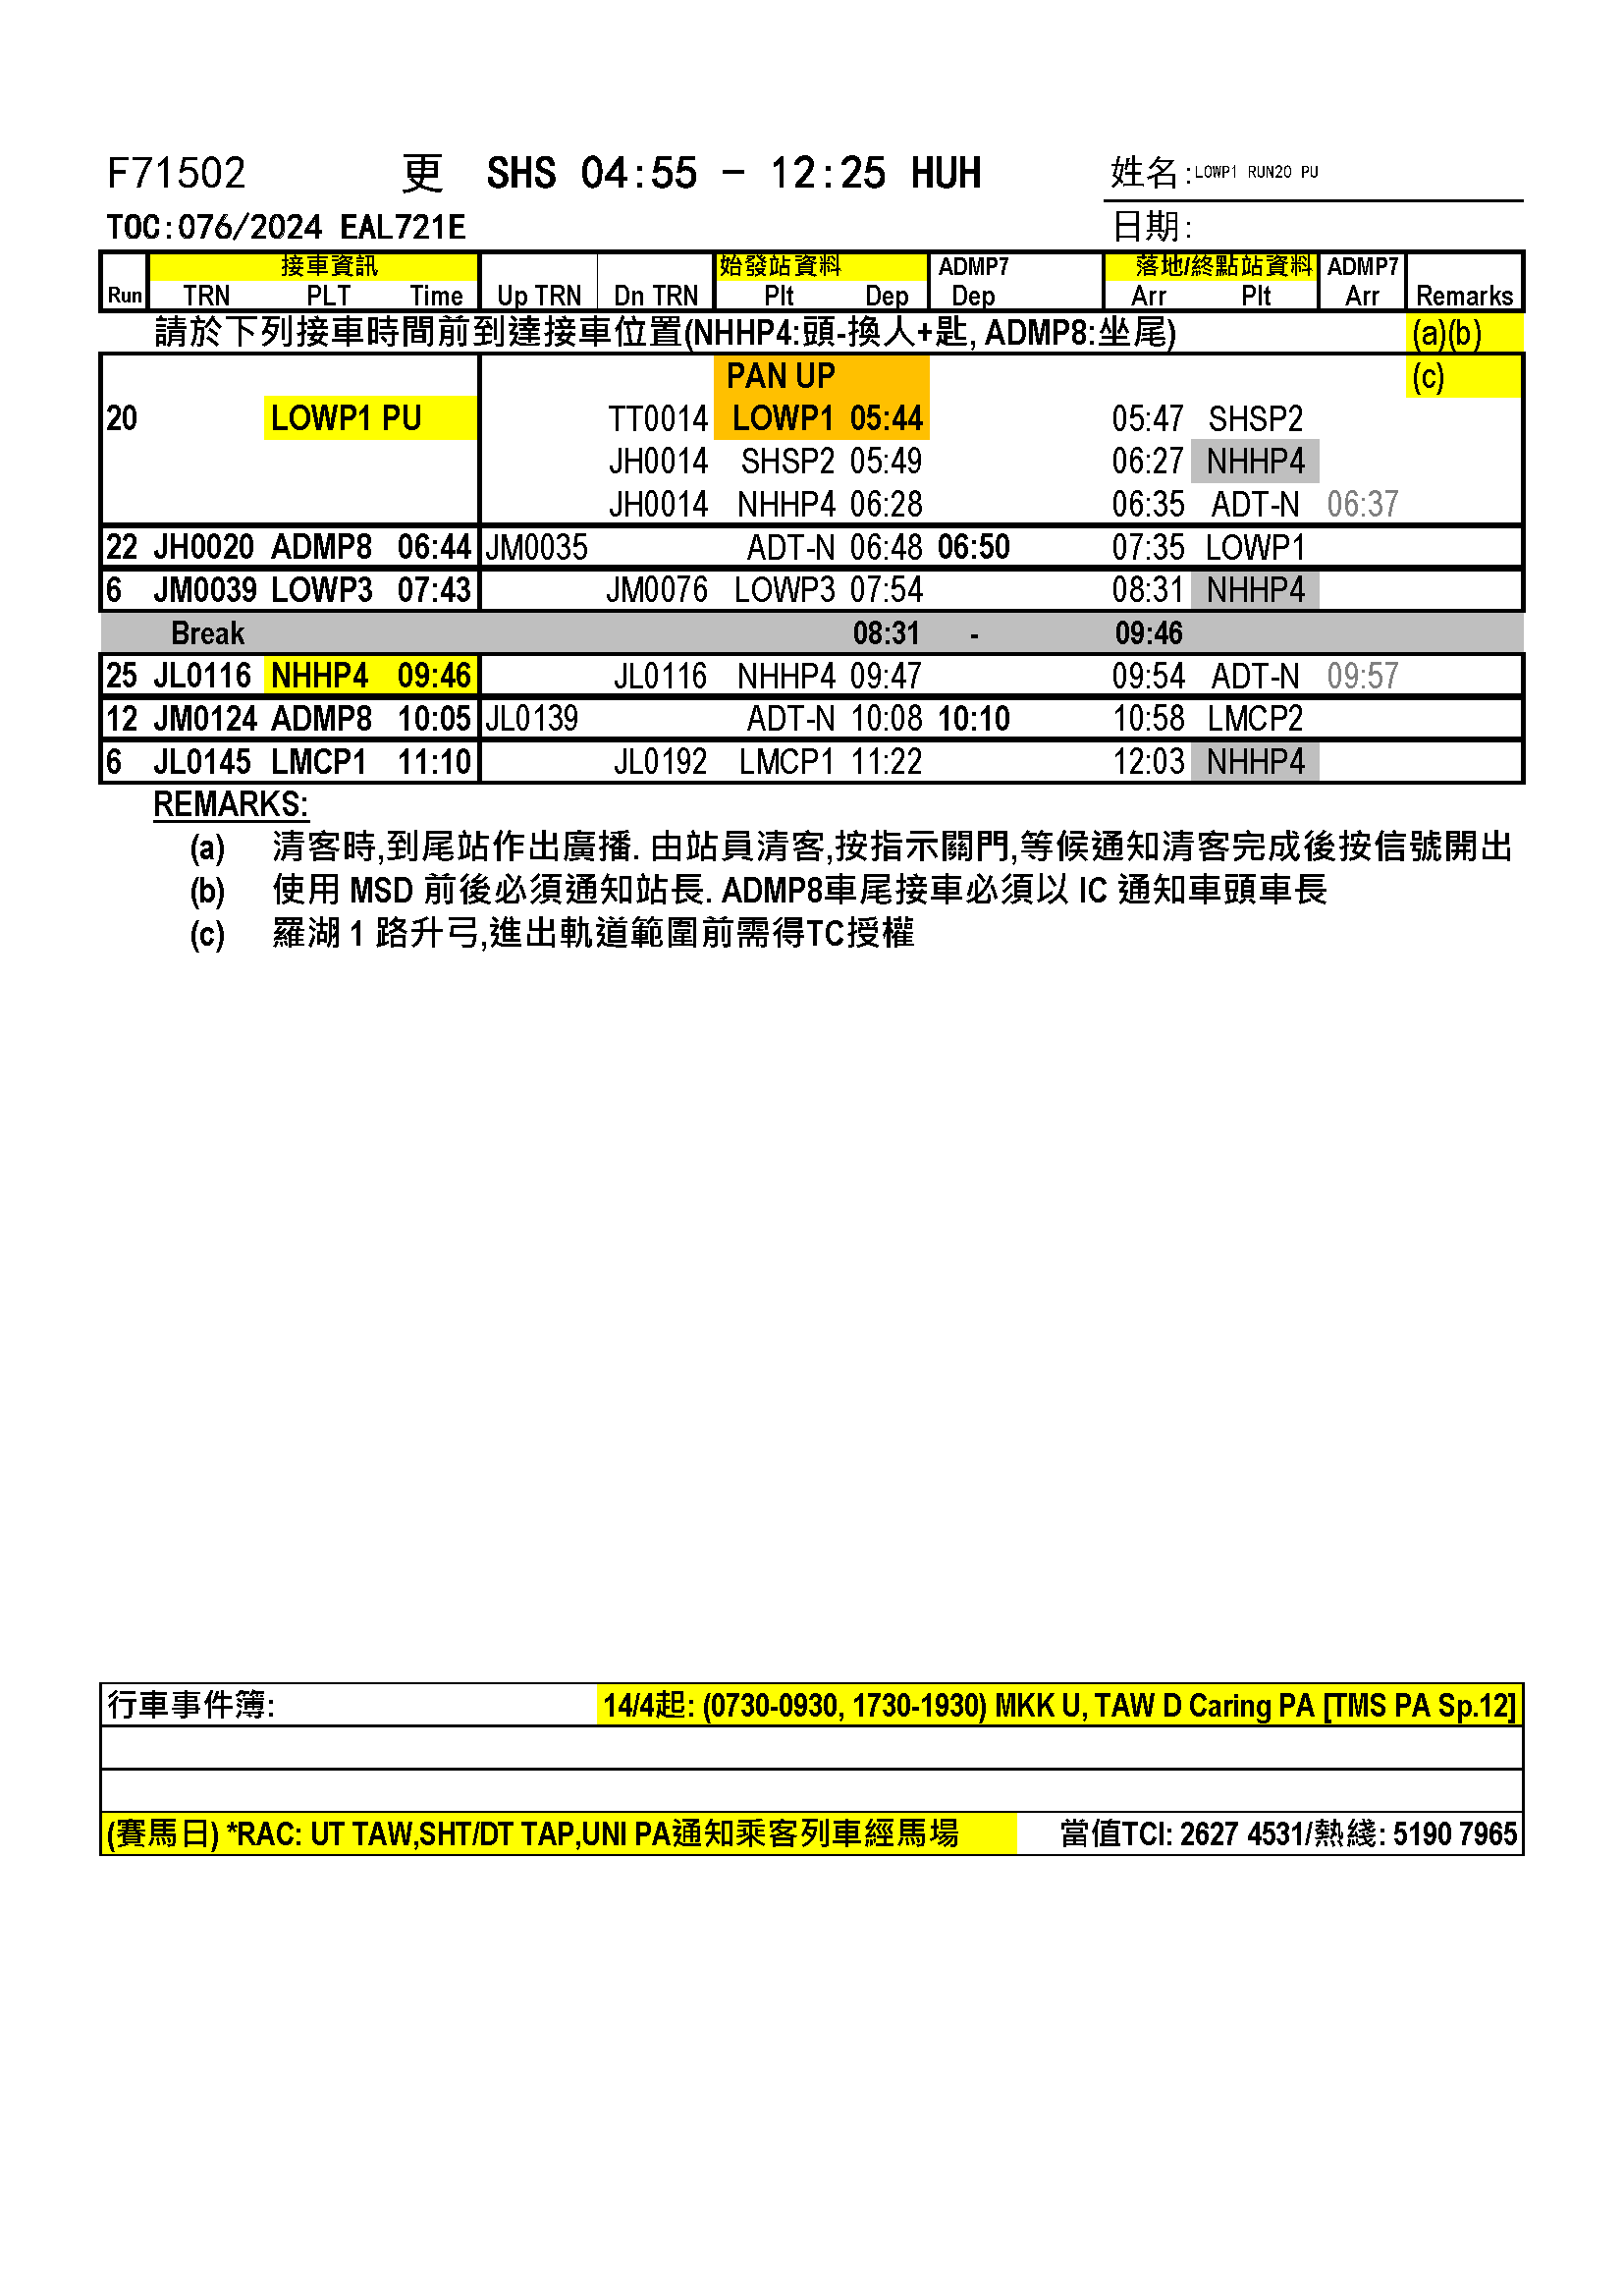 F71502 更 SHS 04:55 - 12:25 HUH 姓名:LOWP1 RUN20 PU
TOC:076/2024 EAL721E 日期:
接車資訊 始發站資料 ADMP7 落地/終點站資料 ADMP7
Run TRN PLT Time Up TRN Dn TRN Plt Dep Dep Arr Plt Arr Remarks
請於下列接車時間前到達接車位置(NHHP4:頭-換人+匙, ADMP8:坐尾) (a)(b)
PAN UP (c)
20 LOWP1 PU TT0014 LOWP1 05:44 05:47 SHSP2
JH0014 SHSP2 05:49 06:27 NHHP4
JH0014 NHHP4 06:28 06:35 ADT-N 06:37
22 JH0020 ADMP8 06:44 JM0035 ADT-N 06:48 06:50 07:35 LOWP1
6 JM0039 LOWP3 07:43 JM0076 LOWP3 07:54 08:31 NHHP4
Break 08:31 - 09:46
25 JL0116 NHHP4 09:46 JL0116 NHHP4 09:47 09:54 ADT-N 09:57
12 JM0124 ADMP8 10:05 JL0139 ADT-N 10:08 10:10 10:58 LMCP2
6 JL0145 LMCP1 11:10 JL0192 LMCP1 11:22 12:03 NHHP4
REMARKS:
(a) 清客時,到尾站作出廣播. 由站員清客,按指示關門,等候通知清客完成後按信號開出
(b) 使用 MSD 前後必須通知站長. ADMP8車尾接車必須以 IC 通知車頭車長
(c) 羅湖 1 路升弓,進出軌道範圍前需得TC授權
行車事件簿: 14/4起: (0730-0930, 1730-1930) MKK U, TAW D Caring PA [TMS PA Sp.12]
(賽馬日) *RAC: UT TAW,SHT/DT TAP,UNI PA通知乘客列車經馬場 當值TCI: 2627 4531/熱綫: 5190 7965